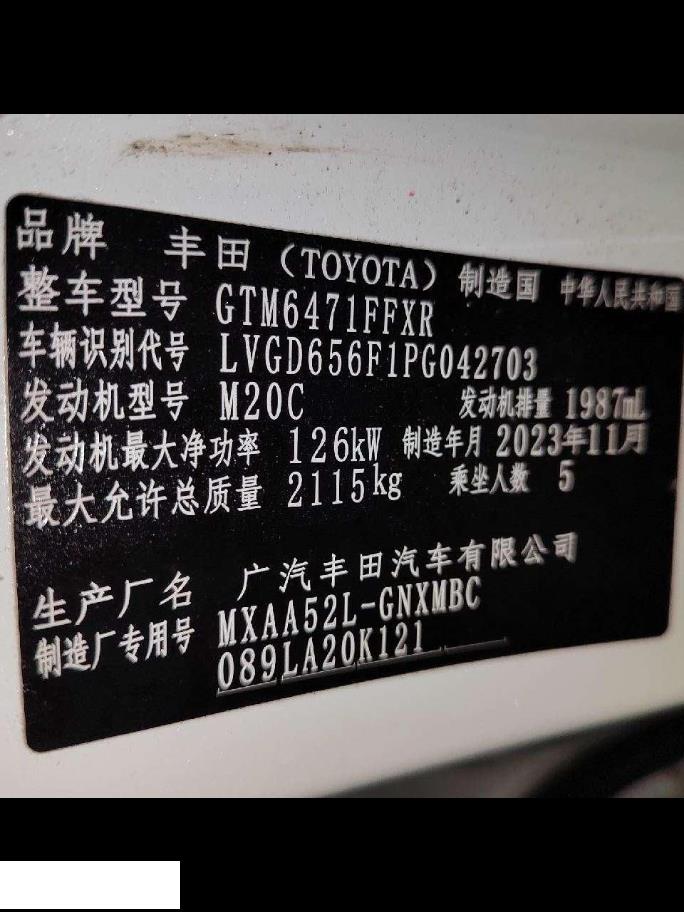 品牌 丰田（TOYOTA） 制造国 中华人民共和国
整车型号 GTM6471FFXR
车辆识别代号 LVGD656F1PG042703
发动机型号 M20C 发动机排量 1987mL
发动机最大净功率 126kW 制造年月 2023年11月
最大允许总质量 2115kg 乘坐人数 5
生产厂名 广汽丰田汽车有限公司
制造厂专用号 MXAA52L-GNXMBC
089LA20K121